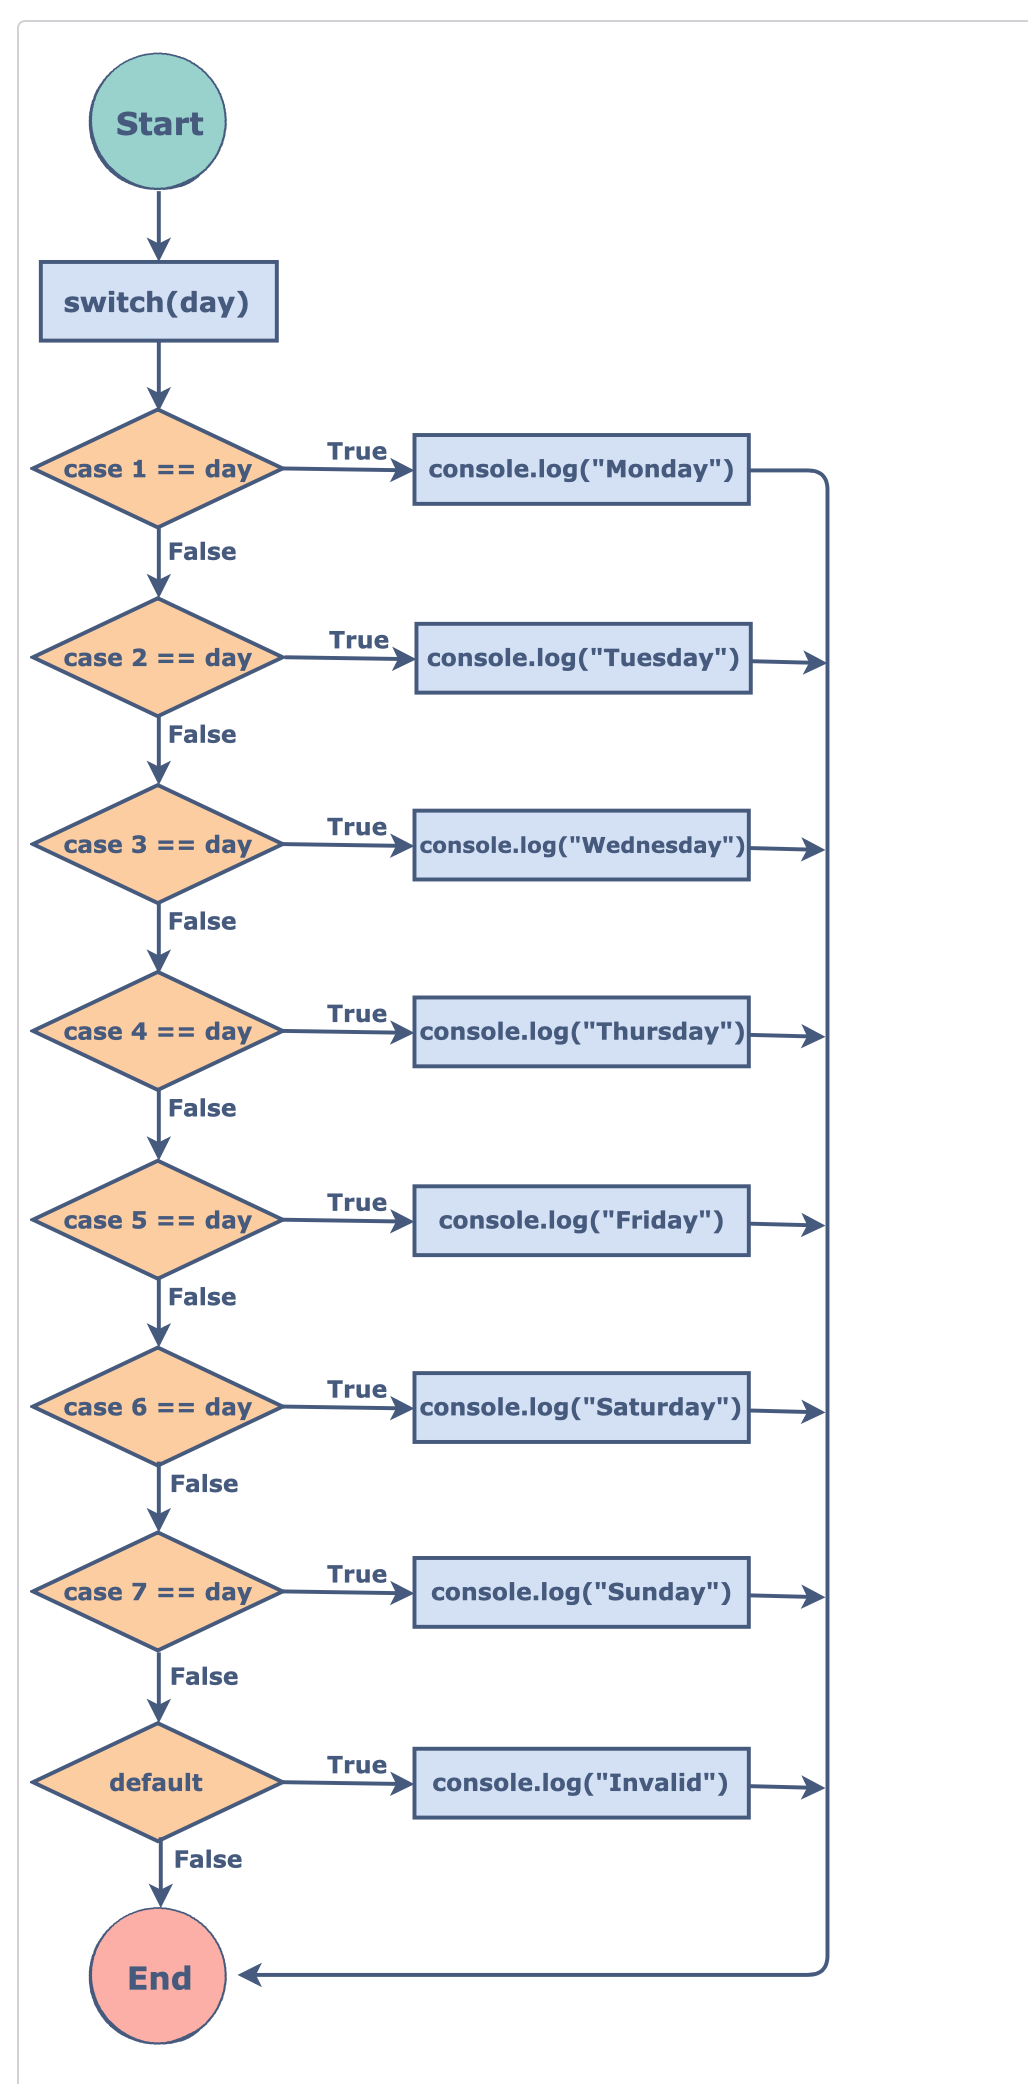 Start
switch(day)
case 1 == day
True
console.log("Monday")
False
case 2 == day
True
console.log("Tuesday")
False
case 3 == day
True
console.log("Wednesday")
False
case 4 == day
True
console.log("Thursday")
False
case 5 == day
True
console.log("Friday")
False
case 6 == day
True
console.log("Saturday")
False
case 7 == day
True
console.log("Sunday")
False
default
True
console.log("Invalid")
False
End